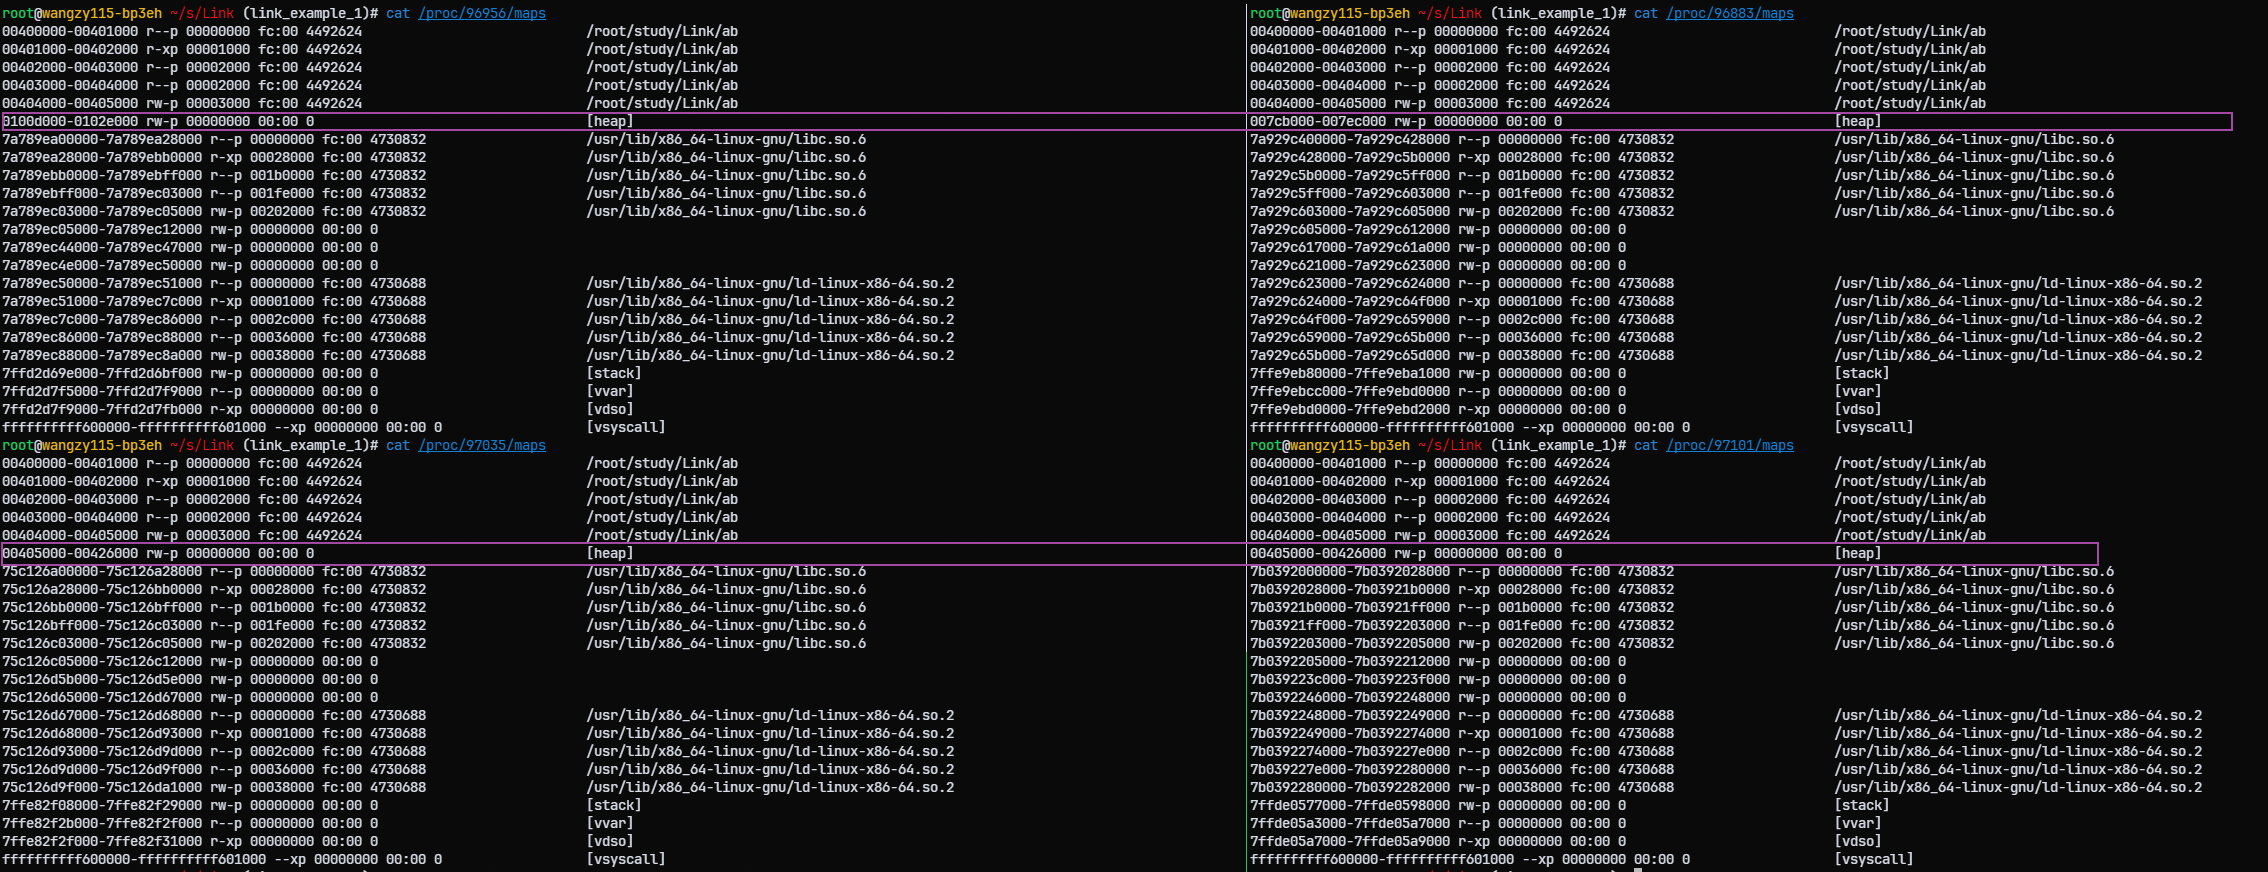 root@wangzy115-bp3eh ~/s/Link (link_example_1)# cat /proc/96956/maps
00400000-00401000 r--p 00000000 fc:00 4492624 /root/study/Link/ab
00401000-00402000 r-xp 00001000 fc:00 4492624 /root/study/Link/ab
00402000-00403000 r--p 00002000 fc:00 4492624 /root/study/Link/ab
00403000-00404000 r--p 00002000 fc:00 4492624 /root/study/Link/ab
00404000-00405000 rw-p 00003000 fc:00 4492624 /root/study/Link/ab
0100d000-0102e000 rw-p 00000000 00:00 0 [heap]
7a789ea00000-7a789ea28000 r--p 00000000 fc:00 4730832 /usr/lib/x86_64-linux-gnu/libc.so.6
7a789ea28000-7a789ebb0000 r-xp 00028000 fc:00 4730832 /usr/lib/x86_64-linux-gnu/libc.so.6
7a789ebb0000-7a789ebff000 r--p 001b0000 fc:00 4730832 /usr/lib/x86_64-linux-gnu/libc.so.6
7a789ebff000-7a789ec03000 r--p 001fe000 fc:00 4730832 /usr/lib/x86_64-linux-gnu/libc.so.6
7a789ec03000-7a789ec05000 rw-p 00202000 fc:00 4730832 /usr/lib/x86_64-linux-gnu/libc.so.6
7a789ec05000-7a789ec12000 rw-p 00000000 00:00 0
7a789ec44000-7a789ec47000 rw-p 00000000 00:00 0
7a789ec4e000-7a789ec50000 rw-p 00000000 00:00 0
7a789ec50000-7a789ec51000 r--p 00000000 fc:00 4730688 /usr/lib/x86_64-linux-gnu/ld-linux-x86-64.so.2
7a789ec51000-7a789ec7c000 r-xp 00001000 fc:00 4730688 /usr/lib/x86_64-linux-gnu/ld-linux-x86-64.so.2
7a789ec7c000-7a789ec86000 r--p 0002c000 fc:00 4730688 /usr/lib/x86_64-linux-gnu/ld-linux-x86-64.so.2
7a789ec86000-7a789ec88000 r--p 00036000 fc:00 4730688 /usr/lib/x86_64-linux-gnu/ld-linux-x86-64.so.2
7a789ec88000-7a789ec8a000 rw-p 00038000 fc:00 4730688 /usr/lib/x86_64-linux-gnu/ld-linux-x86-64.so.2
7ffd2d69e000-7ffd2d6bf000 rw-p 00000000 00:00 0 [stack]
7ffd2d7f5000-7ffd2d7f9000 r--p 00000000 00:00 0 [vvar]
7ffd2d7f9000-7ffd2d7fb000 r-xp 00000000 00:00 0 [vdso]
ffffffffff600000-ffffffffff601000 --xp 00000000 00:00 0 [vsyscall]
root@wangzy115-bp3eh ~/s/Link (link_example_1)# cat /proc/96883/maps
00400000-00401000 r--p 00000000 fc:00 4492624 /root/study/Link/ab
00401000-00402000 r-xp 00001000 fc:00 4492624 /root/study/Link/ab
00402000-00403000 r--p 00002000 fc:00 4492624 /root/study/Link/ab
00403000-00404000 r--p 00002000 fc:00 4492624 /root/study/Link/ab
00404000-00405000 rw-p 00003000 fc:00 4492624 /root/study/Link/ab
007cb000-007ec000 rw-p 00000000 00:00 0 [heap]
7a929c400000-7a929c428000 r--p 00000000 fc:00 4730832 /usr/lib/x86_64-linux-gnu/libc.so.6
7a929c428000-7a929c5b0000 r-xp 00028000 fc:00 4730832 /usr/lib/x86_64-linux-gnu/libc.so.6
7a929c5b0000-7a929c5ff000 r--p 001b0000 fc:00 4730832 /usr/lib/x86_64-linux-gnu/libc.so.6
7a929c5ff000-7a929c603000 r--p 001fe000 fc:00 4730832 /usr/lib/x86_64-linux-gnu/libc.so.6
7a929c603000-7a929c605000 rw-p 00202000 fc:00 4730832 /usr/lib/x86_64-linux-gnu/libc.so.6
7a929c605000-7a929c612000 rw-p 00000000 00:00 0
7a929c617000-7a929c61a000 rw-p 00000000 00:00 0
7a929c621000-7a929c623000 rw-p 00000000 00:00 0
7a929c623000-7a929c624000 r--p 00000000 fc:00 4730688 /usr/lib/x86_64-linux-gnu/ld-linux-x86-64.so.2
7a929c624000-7a929c64f000 r-xp 00001000 fc:00 4730688 /usr/lib/x86_64-linux-gnu/ld-linux-x86-64.so.2
7a929c64f000-7a929c659000 r--p 0002c000 fc:00 4730688 /usr/lib/x86_64-linux-gnu/ld-linux-x86-64.so.2
7a929c659000-7a929c65b000 r--p 00036000 fc:00 4730688 /usr/lib/x86_64-linux-gnu/ld-linux-x86-64.so.2
7a929c65b000-7a929c65d000 rw-p 00038000 fc:00 4730688 /usr/lib/x86_64-linux-gnu/ld-linux-x86-64.so.2
7ffe9eb80000-7ffe9eba1000 rw-p 00000000 00:00 0 [stack]
7ffe9ebcc000-7ffe9ebd0000 r--p 00000000 00:00 0 [vvar]
7ffe9ebd0000-7ffe9ebd2000 r-xp 00000000 00:00 0 [vdso]
ffffffffff600000-ffffffffff601000 --xp 00000000 00:00 0 [vsyscall]
root@wangzy115-bp3eh ~/s/Link (link_example_1)# cat /proc/97035/maps
00400000-00401000 r--p 00000000 fc:00 4492624 /root/study/Link/ab
00401000-00402000 r-xp 00001000 fc:00 4492624 /root/study/Link/ab
00402000-00403000 r--p 00002000 fc:00 4492624 /root/study/Link/ab
00403000-00404000 r--p 00002000 fc:00 4492624 /root/study/Link/ab
00404000-00405000 rw-p 00003000 fc:00 4492624 /root/study/Link/ab
00405000-00426000 rw-p 00000000 00:00 0 [heap]
75c126a00000-75c126a28000 r--p 00000000 fc:00 4730832 /usr/lib/x86_64-linux-gnu/libc.so.6
75c126a28000-75c126bb0000 r-xp 00028000 fc:00 4730832 /usr/lib/x86_64-linux-gnu/libc.so.6
75c126bb0000-75c126bff000 r--p 001b0000 fc:00 4730832 /usr/lib/x86_64-linux-gnu/libc.so.6
75c126bff000-75c126c03000 r--p 001fe000 fc:00 4730832 /usr/lib/x86_64-linux-gnu/libc.so.6
75c126c03000-75c126c05000 rw-p 00202000 fc:00 4730832 /usr/lib/x86_64-linux-gnu/libc.so.6
75c126c05000-75c126c12000 rw-p 00000000 00:00 0
75c126d5b000-75c126d5e000 rw-p 00000000 00:00 0
75c126d65000-75c126d67000 rw-p 00000000 00:00 0
75c126d67000-75c126d68000 r--p 00000000 fc:00 4730688 /usr/lib/x86_64-linux-gnu/ld-linux-x86-64.so.2
75c126d68000-75c126d93000 r-xp 00001000 fc:00 4730688 /usr/lib/x86_64-linux-gnu/ld-linux-x86-64.so.2
75c126d93000-75c126d9d000 r--p 0002c000 fc:00 4730688 /usr/lib/x86_64-linux-gnu/ld-linux-x86-64.so.2
75c126d9d000-75c126d9f000 r--p 00036000 fc:00 4730688 /usr/lib/x86_64-linux-gnu/ld-linux-x86-64.so.2
75c126d9f000-75c126da1000 rw-p 00038000 fc:00 4730688 /usr/lib/x86_64-linux-gnu/ld-linux-x86-64.so.2
7ffe82f08000-7ffe82f29000 rw-p 00000000 00:00 0 [stack]
7ffe82f2b000-7ffe82f2f000 r--p 00000000 00:00 0 [vvar]
7ffe82f2f000-7ffe82f31000 r-xp 00000000 00:00 0 [vdso]
ffffffffff600000-ffffffffff601000 --xp 00000000 00:00 0 [vsyscall]
root@wangzy115-bp3eh ~/s/Link (link_example_1)# cat /proc/97101/maps
00400000-00401000 r--p 00000000 fc:00 4492624 /root/study/Link/ab
00401000-00402000 r-xp 00001000 fc:00 4492624 /root/study/Link/ab
00402000-00403000 r--p 00002000 fc:00 4492624 /root/study/Link/ab
00403000-00404000 r--p 00002000 fc:00 4492624 /root/study/Link/ab
00404000-00405000 rw-p 00003000 fc:00 4492624 /root/study/Link/ab
00405000-00426000 rw-p 00000000 00:00 0 [heap]
7b0392000000-7b0392028000 r--p 00000000 fc:00 4730832 /usr/lib/x86_64-linux-gnu/libc.so.6
7b0392028000-7b03921b0000 r-xp 00028000 fc:00 4730832 /usr/lib/x86_64-linux-gnu/libc.so.6
7b03921b0000-7b03921ff000 r--p 001b0000 fc:00 4730832 /usr/lib/x86_64-linux-gnu/libc.so.6
7b03921ff000-7b0392203000 r--p 001fe000 fc:00 4730832 /usr/lib/x86_64-linux-gnu/libc.so.6
7b0392203000-7b0392205000 rw-p 00202000 fc:00 4730832 /usr/lib/x86_64-linux-gnu/libc.so.6
7b0392205000-7b0392212000 rw-p 00000000 00:00 0
7b039223c000-7b039223f000 rw-p 00000000 00:00 0
7b0392246000-7b0392248000 rw-p 00000000 00:00 0
7b0392248000-7b0392249000 r--p 00000000 fc:00 4730688 /usr/lib/x86_64-linux-gnu/ld-linux-x86-64.so.2
7b0392249000-7b0392274000 r-xp 00001000 fc:00 4730688 /usr/lib/x86_64-linux-gnu/ld-linux-x86-64.so.2
7b0392274000-7b039227e000 r--p 0002c000 fc:00 4730688 /usr/lib/x86_64-linux-gnu/ld-linux-x86-64.so.2
7b039227e000-7b0392280000 r--p 00036000 fc:00 4730688 /usr/lib/x86_64-linux-gnu/ld-linux-x86-64.so.2
7b0392280000-7b0392282000 rw-p 00038000 fc:00 4730688 /usr/lib/x86_64-linux-gnu/ld-linux-x86-64.so.2
7ffde0577000-7ffde0598000 rw-p 00000000 00:00 0 [stack]
7ffde05a3000-7ffde05a7000 r--p 00000000 00:00 0 [vvar]
7ffde05a7000-7ffde05a9000 r-xp 00000000 00:00 0 [vdso]
ffffffffff600000-ffffffffff601000 --xp 00000000 00:00 0 [vsyscall]